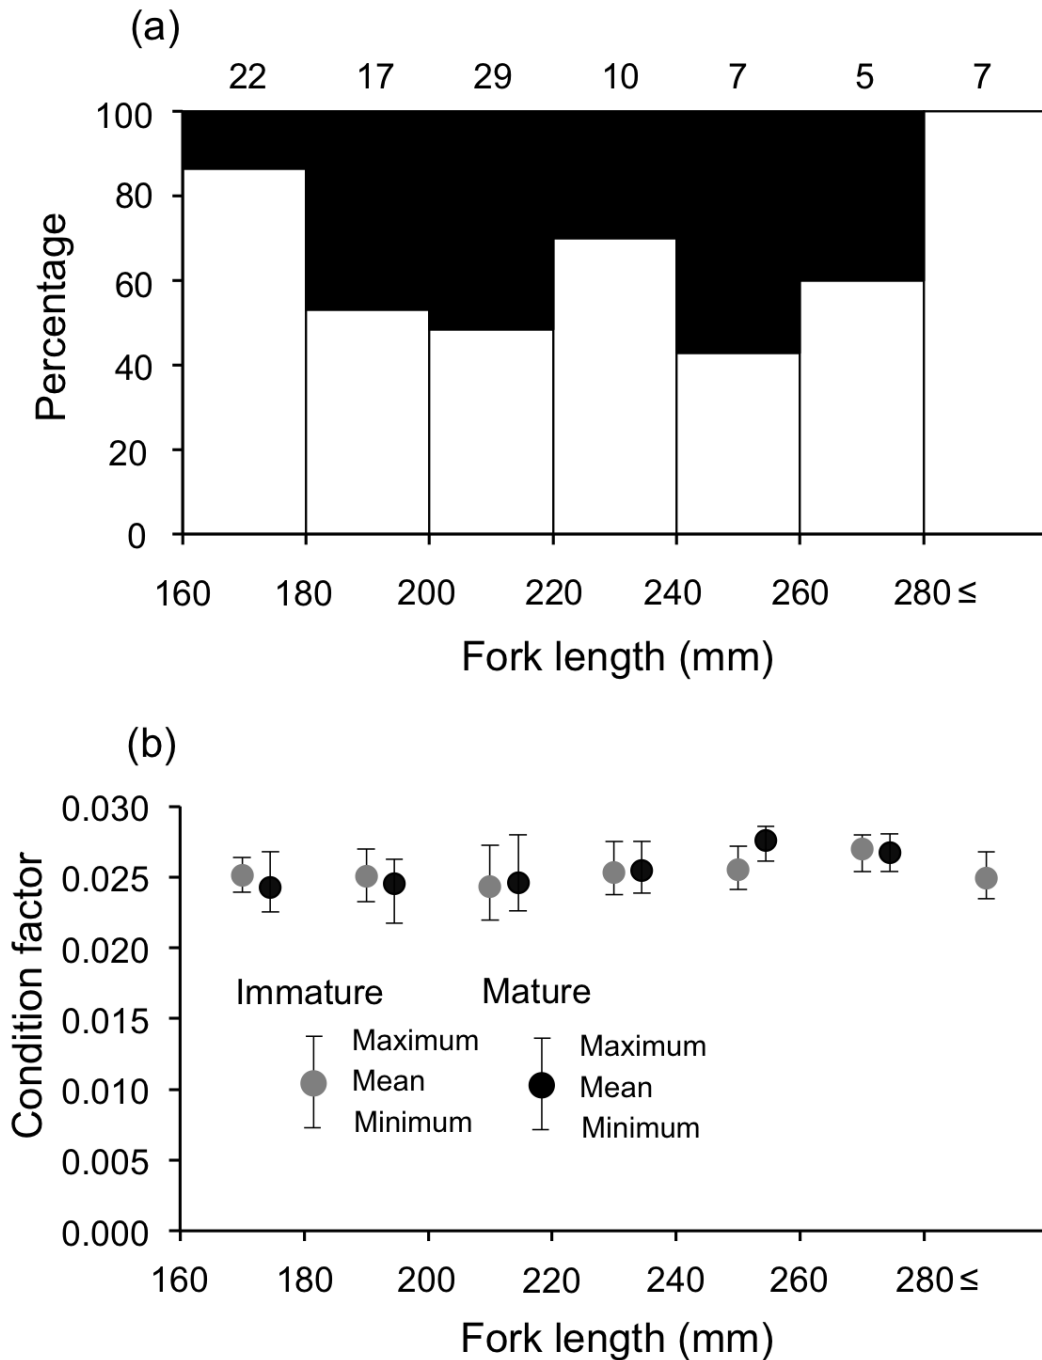 (a)
22 17 29 10 7 5 7
100
80
60
40
20
0
Percentage
160 180 200 220 240 260 280 ≤
Fork length (mm)
(b)
0.030
0.025
0.020
0.015
0.010
0.005
0.000
Condition factor
Immature
Maximum
Mean
Minimum
Mature
Maximum
Mean
Minimum
160 180 200 220 240 260 280 ≤
Fork length (mm)